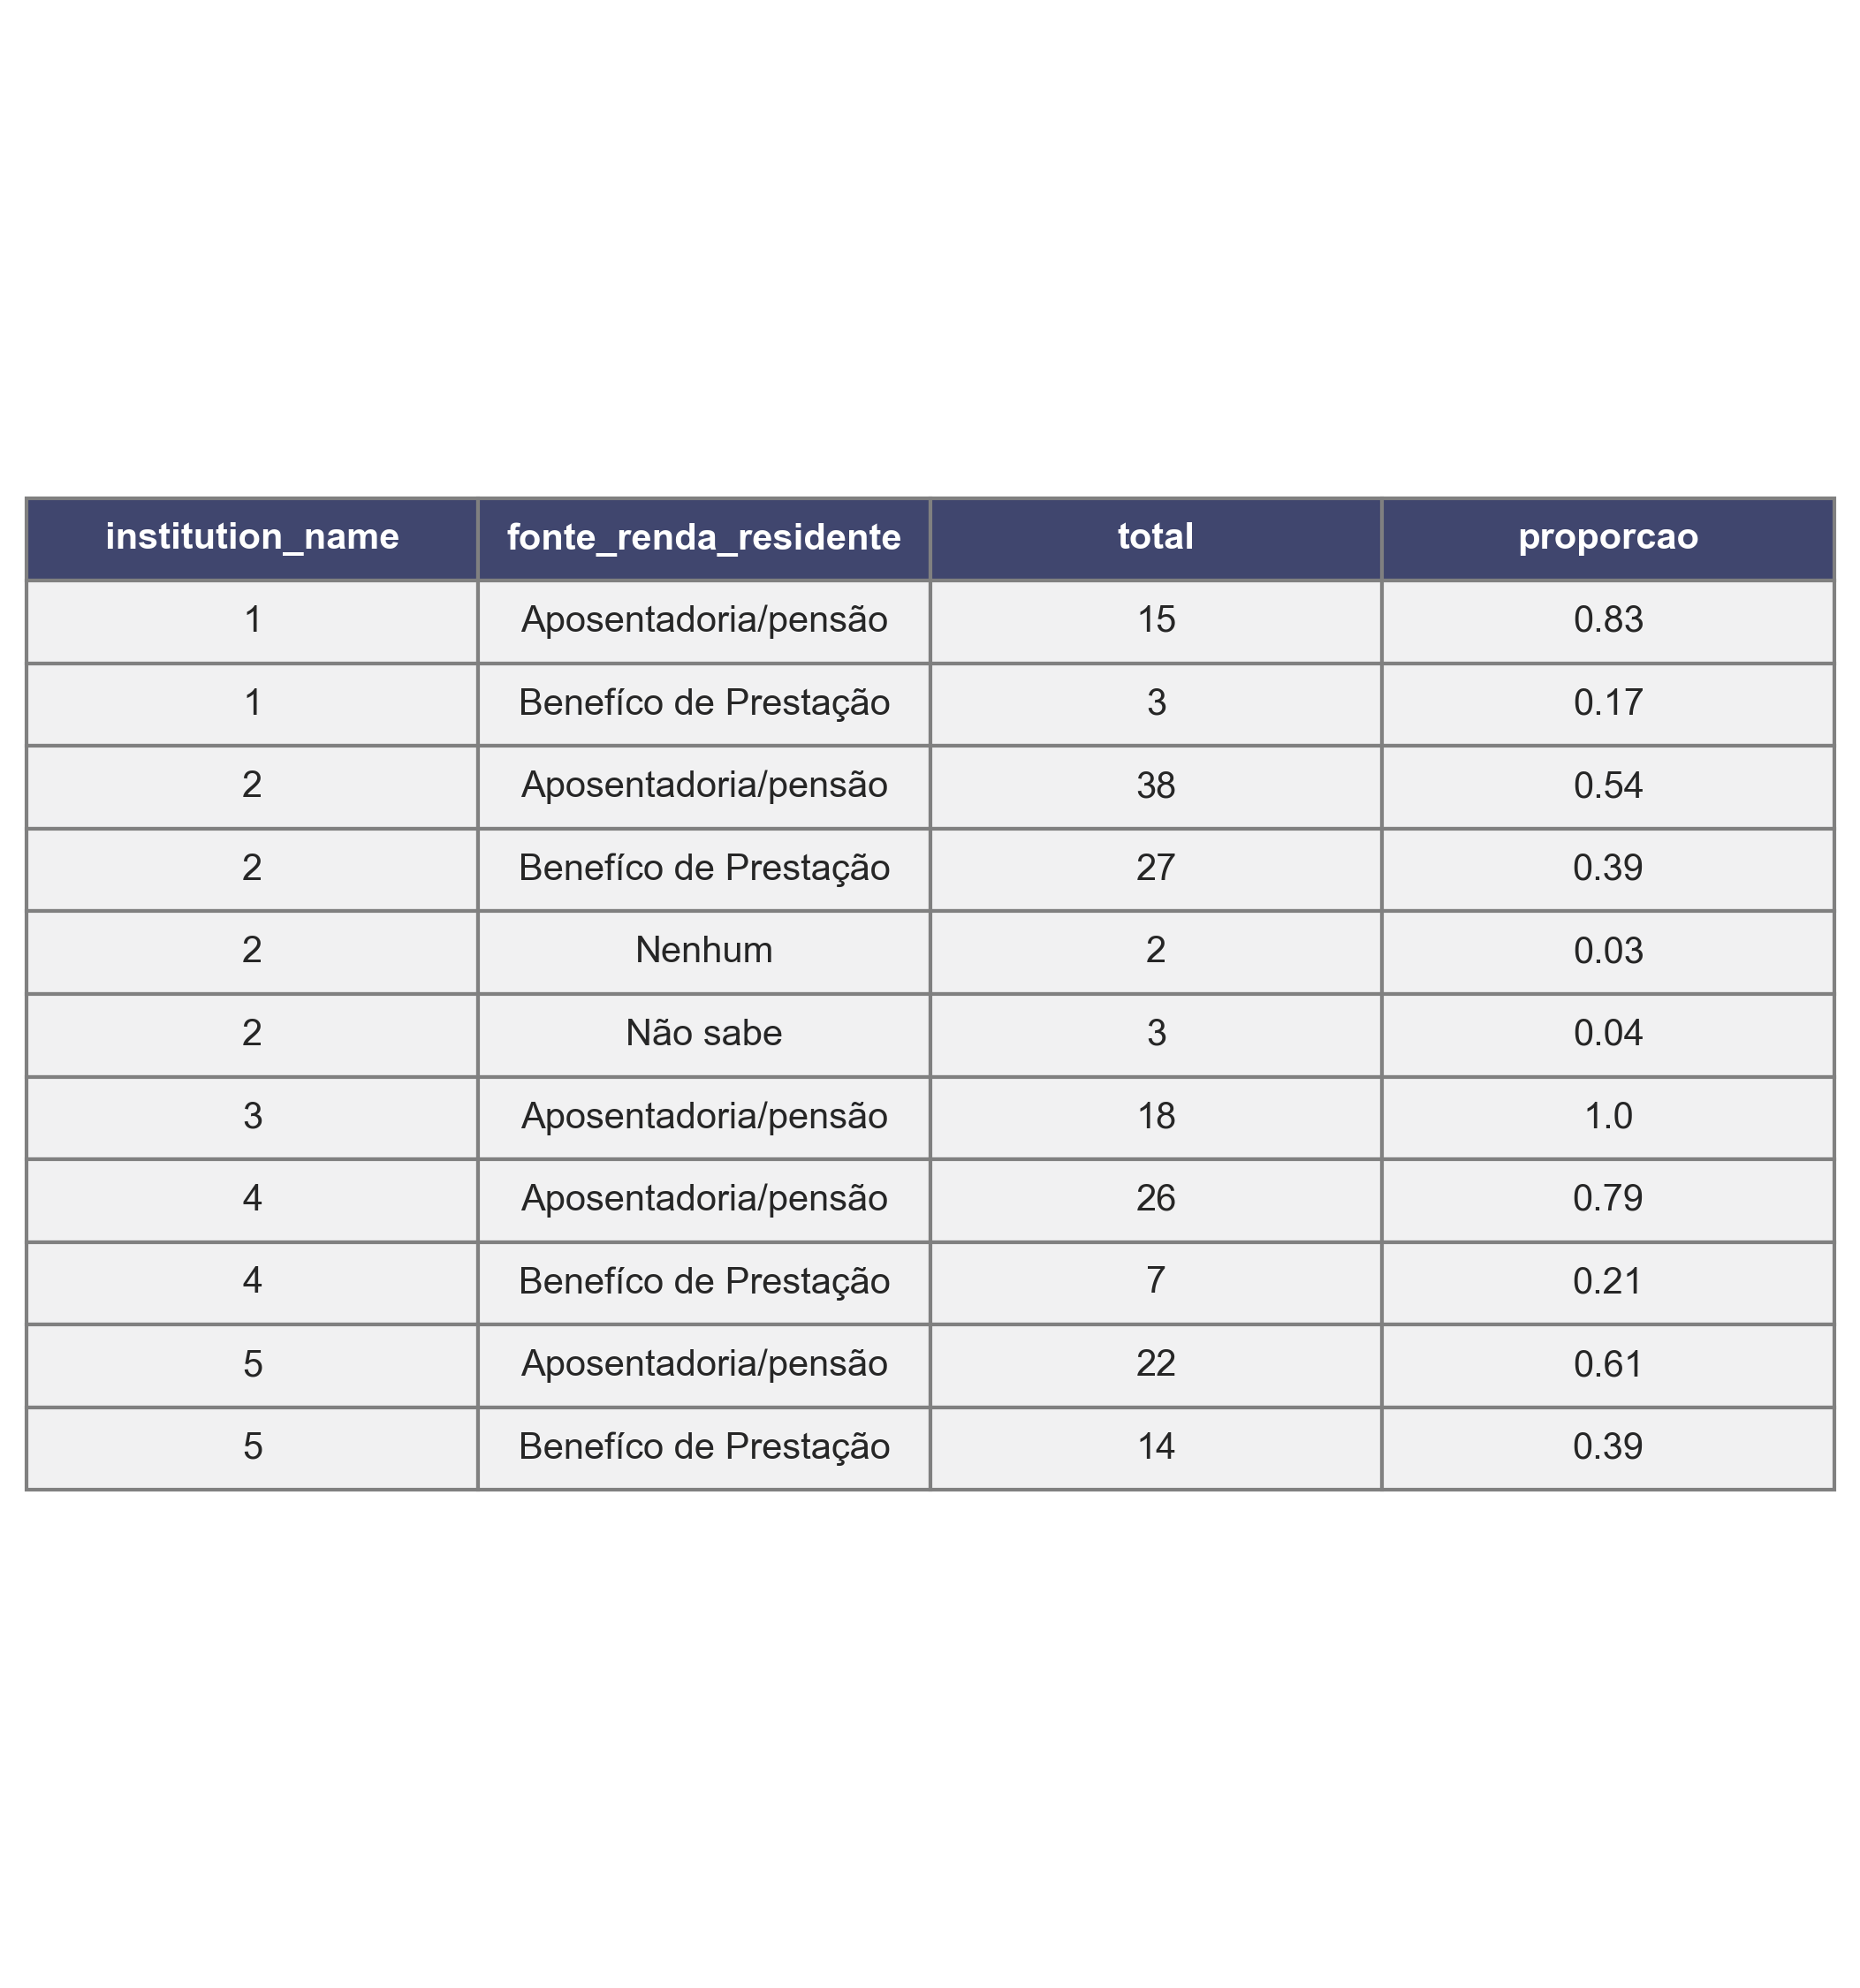 institution_name fonte_renda_residente total proporcao
1 Aposentadoria/pensão 15 0.83
1 Benefíco de Prestação 3 0.17
2 Aposentadoria/pensão 38 0.54
2 Benefíco de Prestação 27 0.39
2 Nenhum 2 0.03
2 Não sabe 3 0.04
3 Aposentadoria/pensão 18 1.0
4 Aposentadoria/pensão 26 0.79
4 Benefíco de Prestação 7 0.21
5 Aposentadoria/pensão 22 0.61
5 Benefíco de Prestação 14 0.39